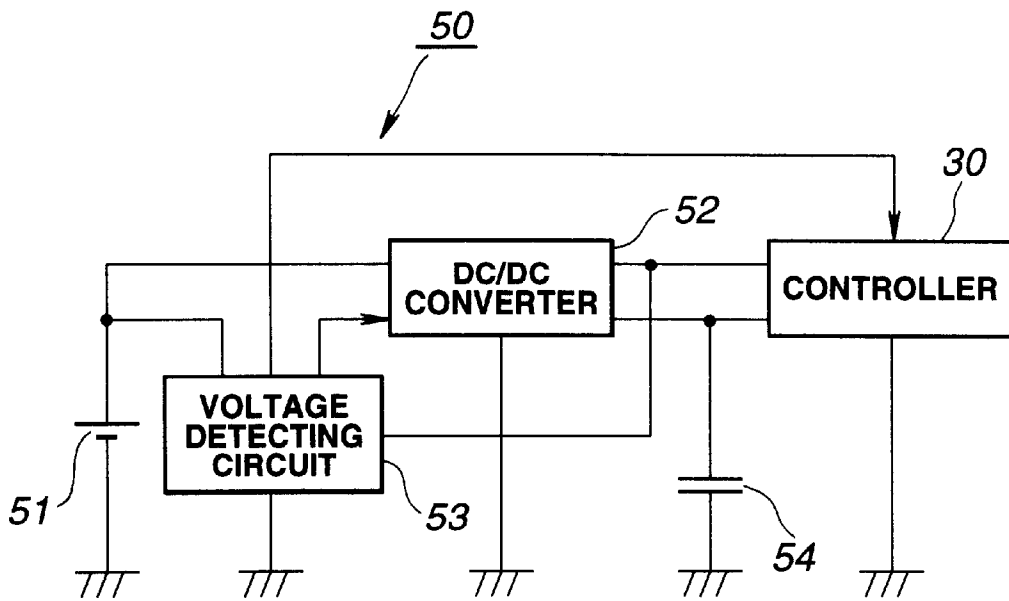 50
30
52
DC/DC
CONVERTER
CONTROLLER
VOLTAGE
DETECTING
CIRCUIT
51
53
54